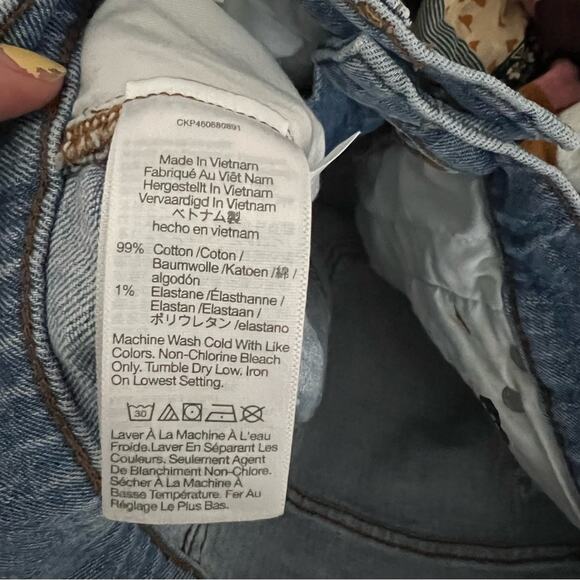 CKP460680891
Made In Vietnam
Fabriqué Au Viêt Nam
Hergestellt In Vietnam
Vervaardigd In Vietnam
ベトナム製
hecho en vietnam
99% Cotton /Coton /
Baumwolle /Katoen /綿 /
algodón
1% Elastane /Élasthanne /
Elastan /Elastaan /
ポリウレタン /elastano
Machine Wash Cold With Like
Colors. Non-Chlorine Bleach
Only. Tumble Dry Low. Iron
On Lowest Setting.
30
Laver À La Machine À L'eau
Froide.Laver En Séparant Les
Couleurs. Seulement Agent
De Blanchiment Non-Chlore.
Sécher À La Machine À
Basse Température. Fer Au
Réglage Le Plus Bas.